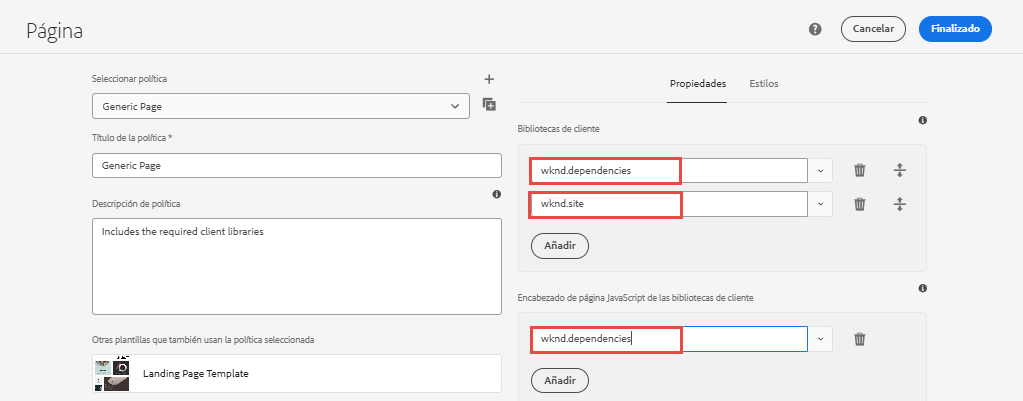 Página
Cancelar
Finalizado
Seleccionar política
Generic Page
Título de la política *
Generic Page
Descripción de política
Includes the required client libraries
Otras plantillas que también usan la política seleccionada
Landing Page Template
Propiedades
Estilos
Bibliotecas de cliente
wknd.dependencies
wknd.site
Añadir
Encabezado de página JavaScript de las bibliotecas de cliente
wknd.dependencies
Añadir